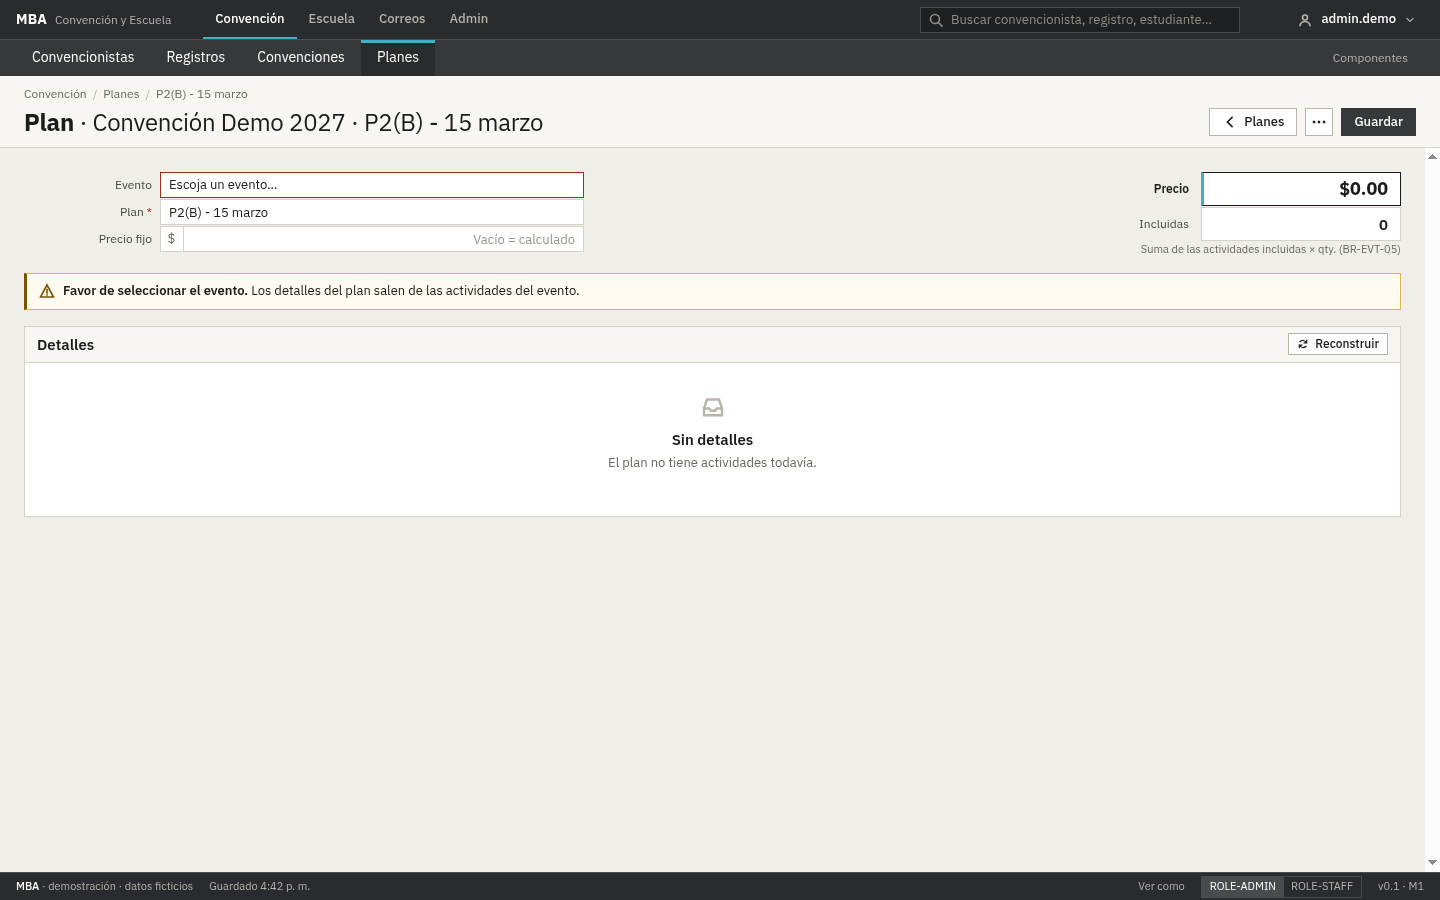 MBA Convención y Escuela Convención Escuela Correos Admin Buscar convencionista, registro, estudiante... admin.demo
Convencionistas Registros Convenciones Planes Componentes
Convención / Planes / P2(B) - 15 marzo
Plan · Convención Demo 2027 · P2(B) - 15 marzo Planes ··· Guardar
Evento Escoja un evento...
Plan * P2(B) - 15 marzo
Precio fijo $ Vacío = calculado
Precio $0.00
Incluidas 0
Suma de las actividades incluidas × qty. (BR-EVT-05)
Favor de seleccionar el evento. Los detalles del plan salen de las actividades del evento.
Detalles Reconstruir
Sin detalles
El plan no tiene actividades todavía.
MBA · demostración · datos ficticios Guardado 4:42 p. m. Ver como ROLE-ADMIN ROLE-STAFF v0.1 · M1